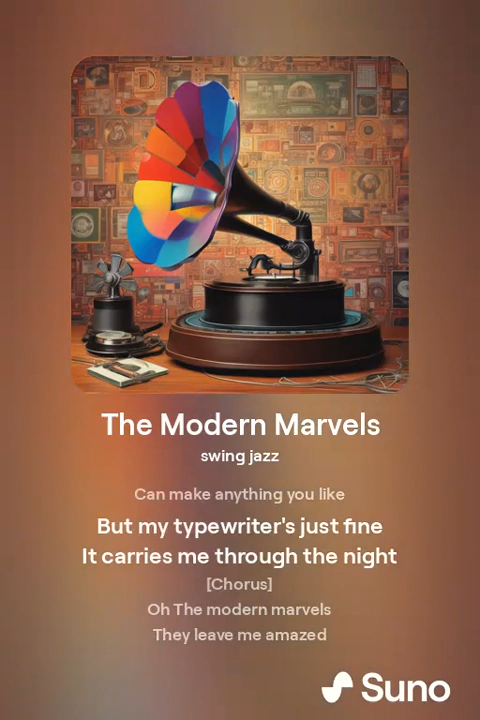 The Modern Marvels
swing jazz
Can make anything you like
But my typewriter's just fine
It carries me through the night
[Chorus]
Oh The modern marvels
They leave me amazed
Suno